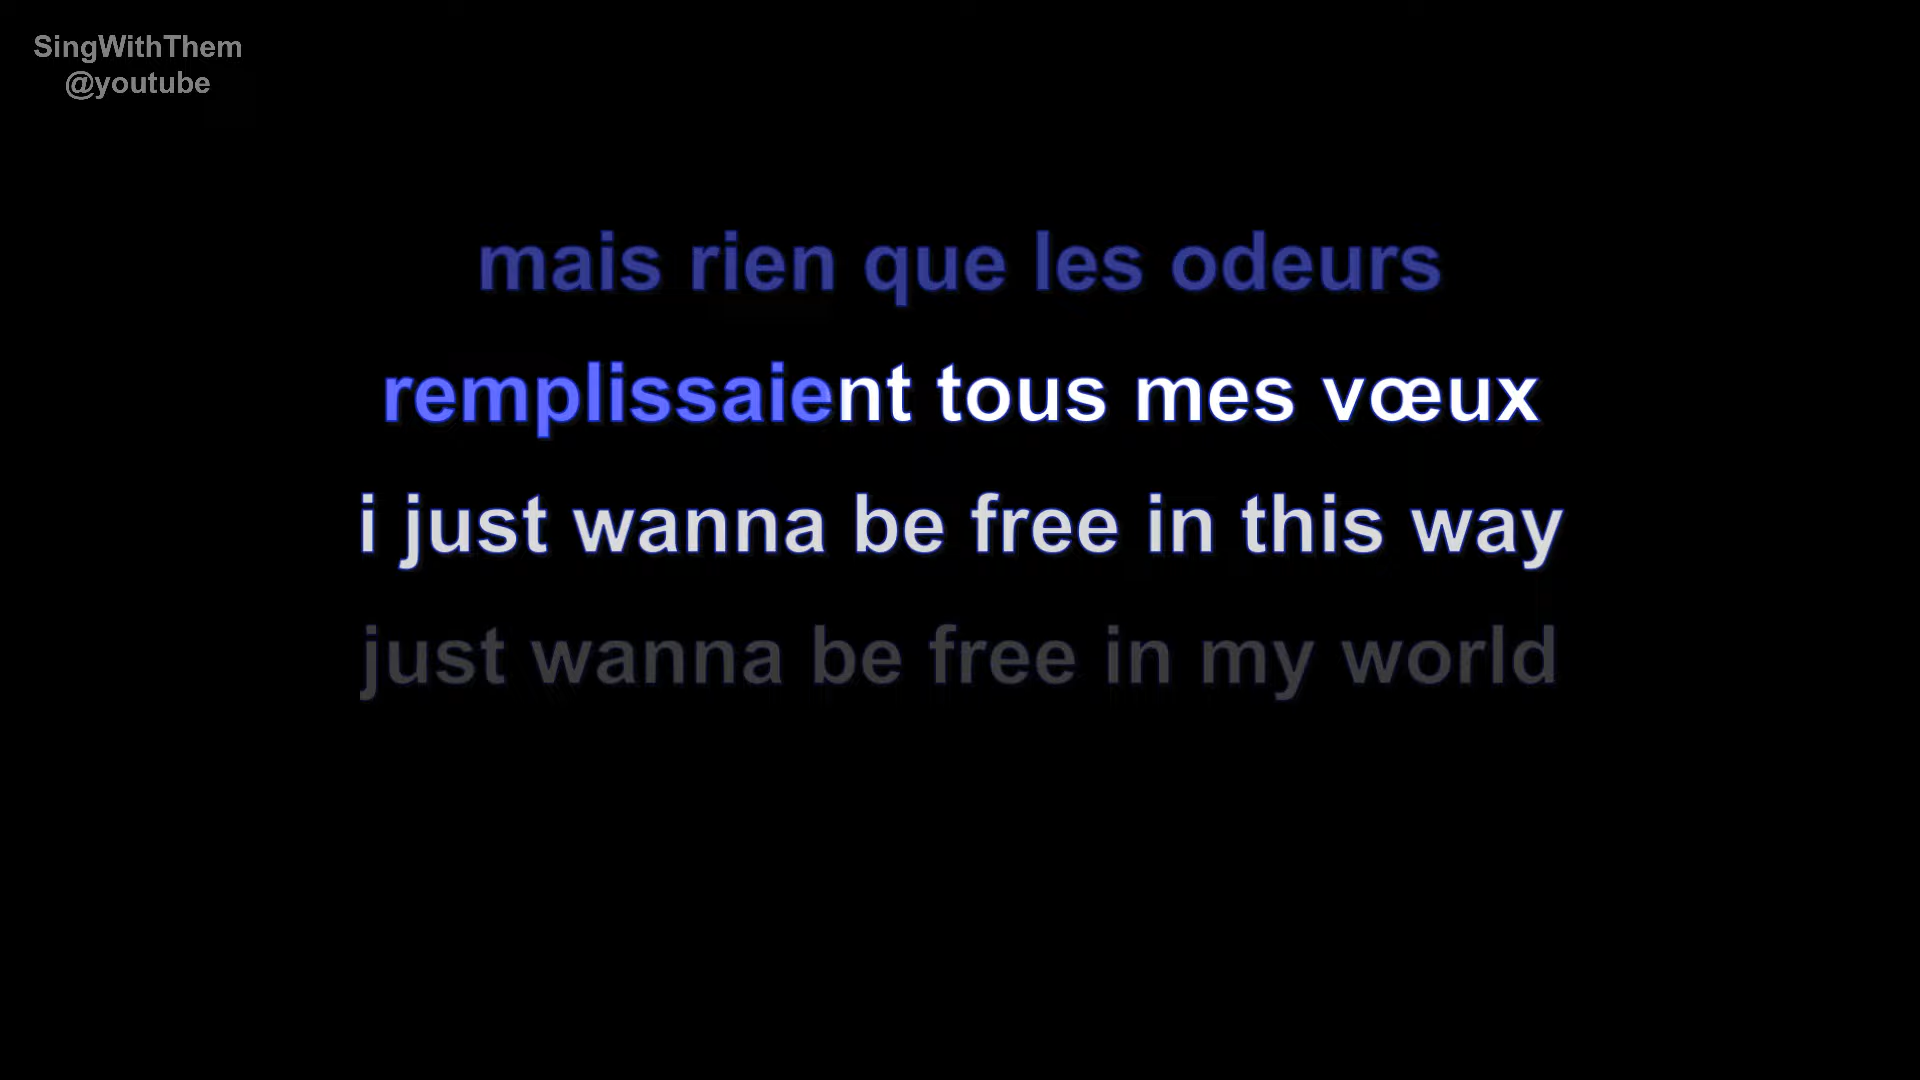 SingWithThem
@youtube
mais rien que les odeurs
remplissaient tous mes vœux
i just wanna be free in this way
just wanna be free in my world